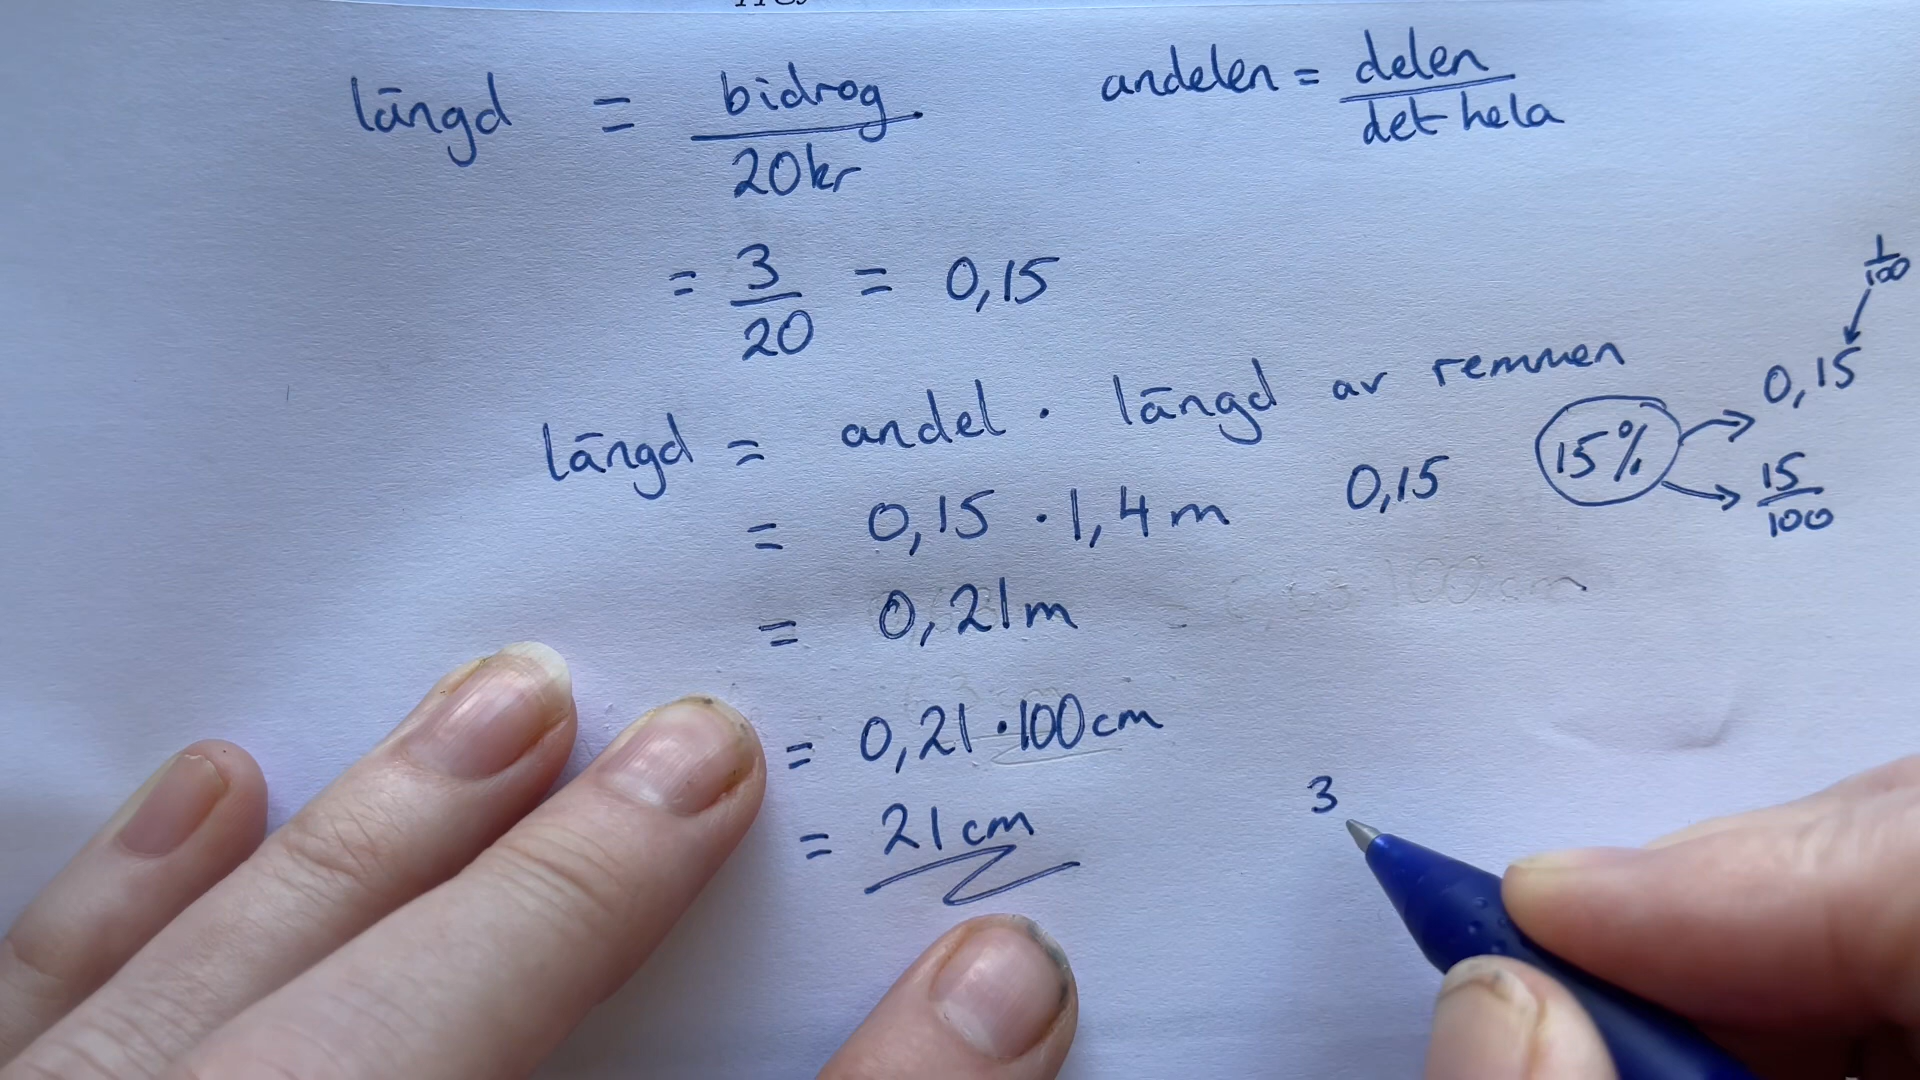 längd = bidrag / 20kr
andelen = delen / det hela
= 3/20 = 0,15
1/100
längd = andel · längd av remmen
15% 0,15
15/100
= 0,15 · 1,4 m 0,15
= 0,21m
= 0,21 · 100cm
= 21cm
3